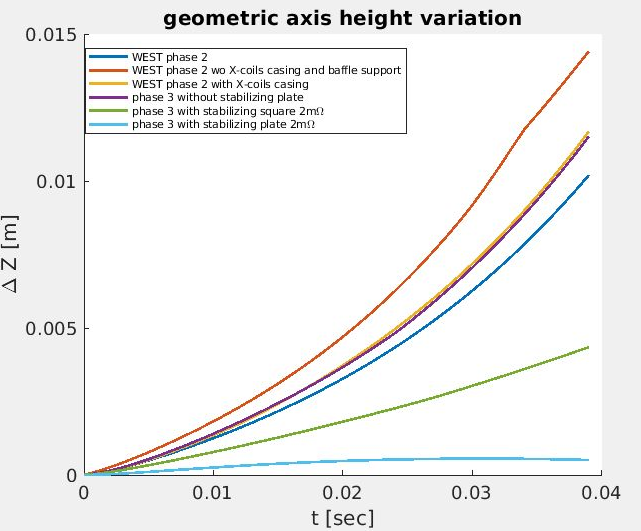 geometric axis height variation
0.015
0.01
0.005
0
Δ Z [m]
WEST phase 2
WEST phase 2 wo X-coils casing and baffle support
WEST phase 2 with X-coils casing
phase 3 without stabilizing plate
phase 3 with stabilizing square 2mΩ
phase 3 with stabilizing plate 2mΩ
0 0.01 0.02 0.03 0.04
t [sec]